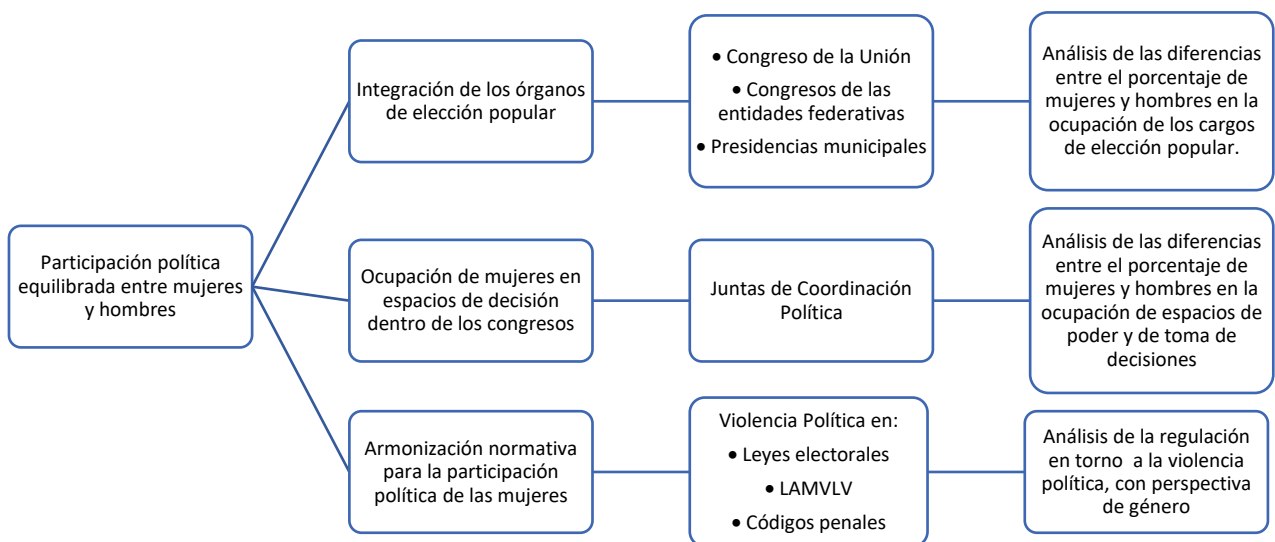 Participación política
equilibrada entre mujeres
y hombres
Integración de los órganos
de elección popular
• Congreso de la Unión
• Congresos de las
entidades federativas
• Presidencias municipales
Análisis de las diferencias
entre el porcentaje de
mujeres y hombres en la
ocupación de los cargos
de elección popular.
Ocupación de mujeres en
espacios de decisión
dentro de los congresos
Juntas de Coordinación
Política
Análisis de las diferencias
entre el porcentaje de
mujeres y hombres en la
ocupación de espacios de
poder y de toma de
decisiones
Armonización normativa
para la participación
política de las mujeres
Violencia Política en:
• Leyes electorales
• LAMVLV
• Códigos penales
Análisis de la regulación
en torno a la violencia
política, con perspectiva
de género